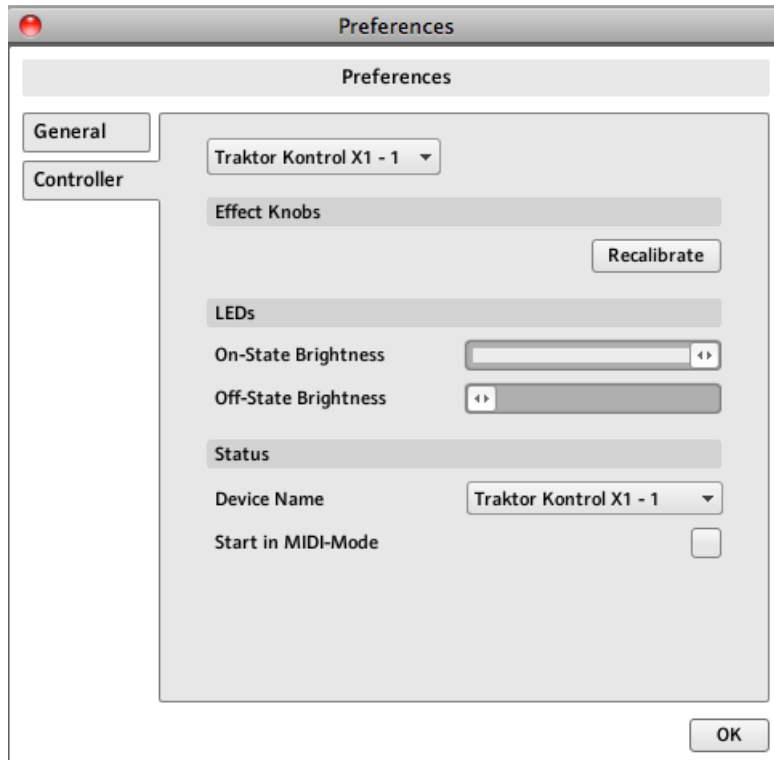 Preferences
Preferences
General
Controller
Traktor Kontrol X1 - 1
Effect Knobs
Recalibrate
LEDs
On-State Brightness
Off-State Brightness
Status
Device Name Traktor Kontrol X1 - 1
Start in MIDI-Mode
OK